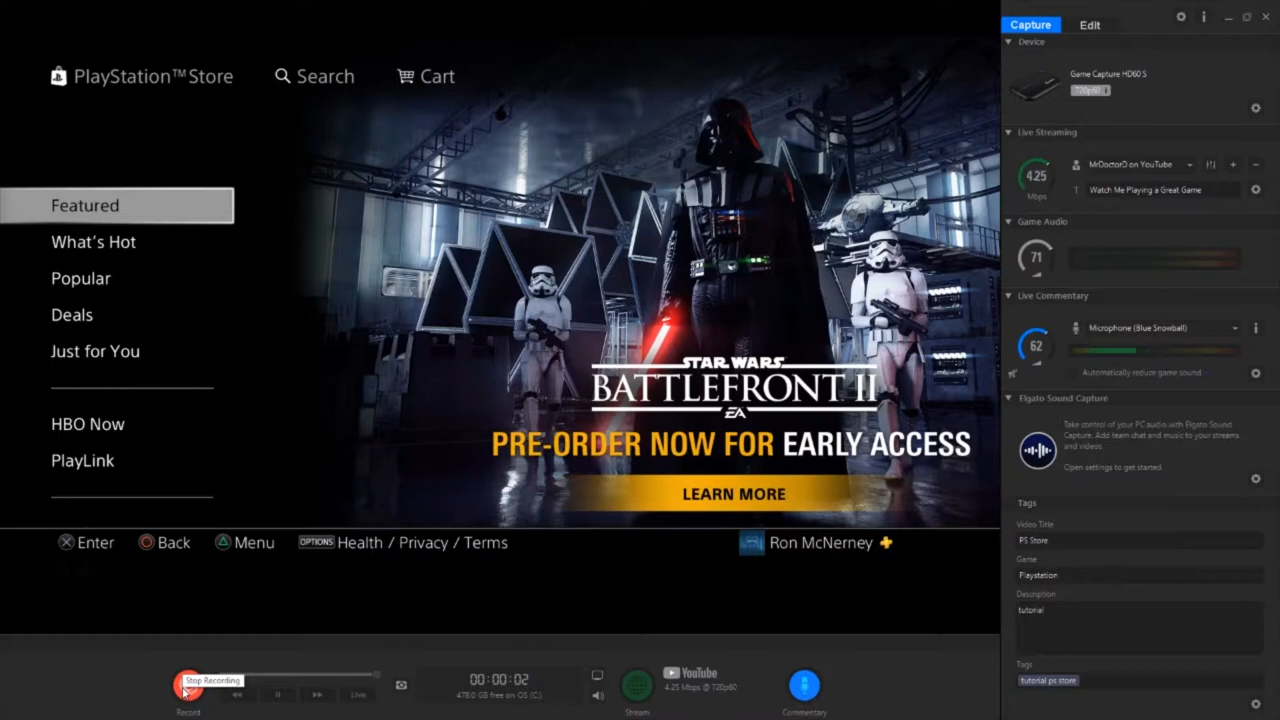 PlayStation™Store
Search
Cart
Featured
What's Hot
Popular
Deals
Just for You
HBO Now
PlayLink
STAR WARS
BATTLEFRONT II
EA
PRE-ORDER NOW FOR EARLY ACCESS
LEARN MORE
Enter
Back
Menu
OPTIONS Health / Privacy / Terms
Ron McNerney
Stop Recording
Record
Live
00:00:02
478.0 GB free on OS (C:)
Stream
YouTube
4.25 Mbps @ 720p60
Commentary
Capture
Edit
Device
Game Capture HD60 S
720p60
Live Streaming
4.25
Mbps
MrDoctorD on YouTube
Watch Me Playing a Great Game
Game Audio
71
Live Commentary
62
Microphone (Blue Snowball)
Automatically reduce game sound
Elgato Sound Capture
Take control of your PC audio with Elgato Sound
Capture. Add team chat and music to your streams
and videos.
Open settings to get started.
Tags
Video Title
PS Store
Game
Playstation
Description
tutorial
Tags
tutorial ps store